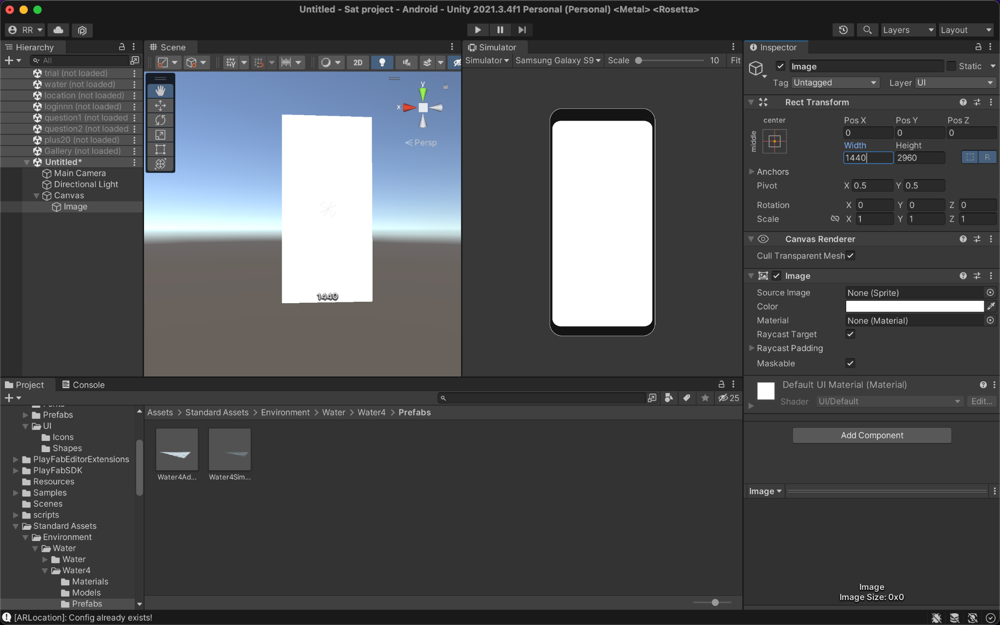 Untitled - Sat project - Android - Unity 2021.3.4f1 Personal (Personal) <Metal> <Rosetta>
RR
Layers
Layout
Hierarchy
Scene
Simulator
Inspector
All
2D
Simulator
Samsung Galaxy S9
Scale
10
Fit
Image
Static
Tag
Untagged
Layer
UI
trial (not loaded)
water (not loaded)
location (not loaded)
loginnn (not loaded)
question1 (not loaded
question2 (not loaded
plus20 (not loaded)
Gallery (not loaded)
Untitled*
Main Camera
Directional Light
Canvas
Image
y
x
Persp
1440
Rect Transform
center
middle
Pos X
Pos Y
Pos Z
0
0
0
Width
Height
1440
2960
R
Anchors
Pivot
X 0.5
Y 0.5
Rotation
X 0
Y 0
Z 0
Scale
X 1
Y 1
Z 1
Canvas Renderer
Cull Transparent Mesh
Image
Source Image
None (Sprite)
Color
Material
None (Material)
Raycast Target
Raycast Padding
Maskable
Default UI Material (Material)
Shader
UI/Default
Edit...
Add Component
Image
Image
Image Size: 0x0
Project
Console
25
Fonts
Prefabs
UI
Icons
Shapes
PlayFabEditorExtensions
PlayFabSDK
Resources
Samples
Scenes
scripts
Standard Assets
Environment
Water
Water
Water4
Materials
Models
Prefabs
Assets > Standard Assets > Environment > Water > Water4 > Prefabs
Water4Ad...
Water4Sim...
[ARLocation]: Config already exists!